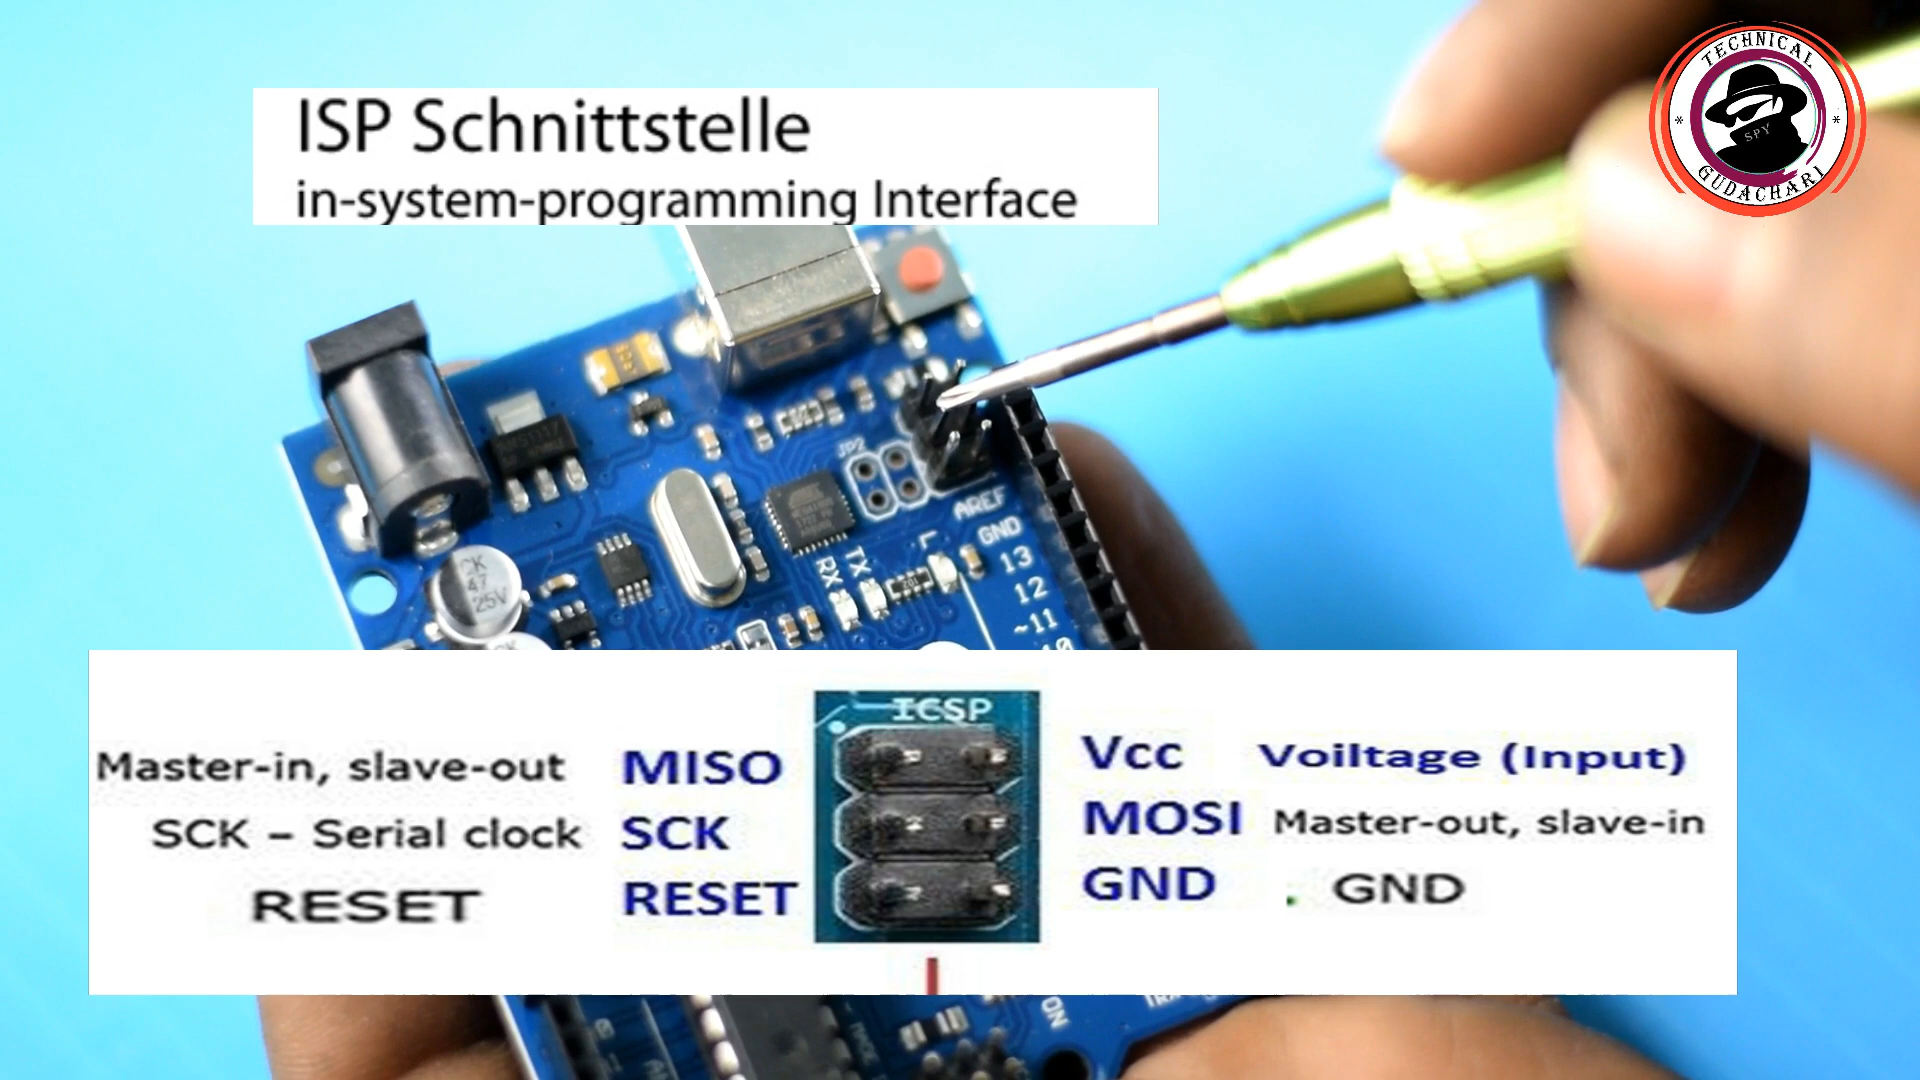 TECHNICAL
SPY
* GUDACHARI *
ISP Schnittstelle
in-system-programming Interface
JP2
AREF
GND
13
12
~11
10
L
TX
RX
47
25V
ICSP
Master-in, slave-out MISO Vcc Voiltage (Input)
SCK – Serial clock SCK MOSI Master-out, slave-in
RESET RESET GND . GND
ON